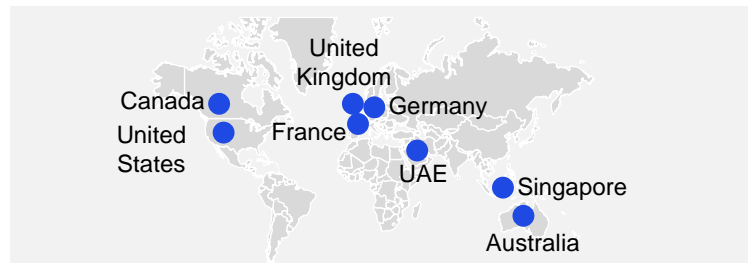 United
Kingdom
Canada
Germany
United
States
France
UAE
Singapore
Australia